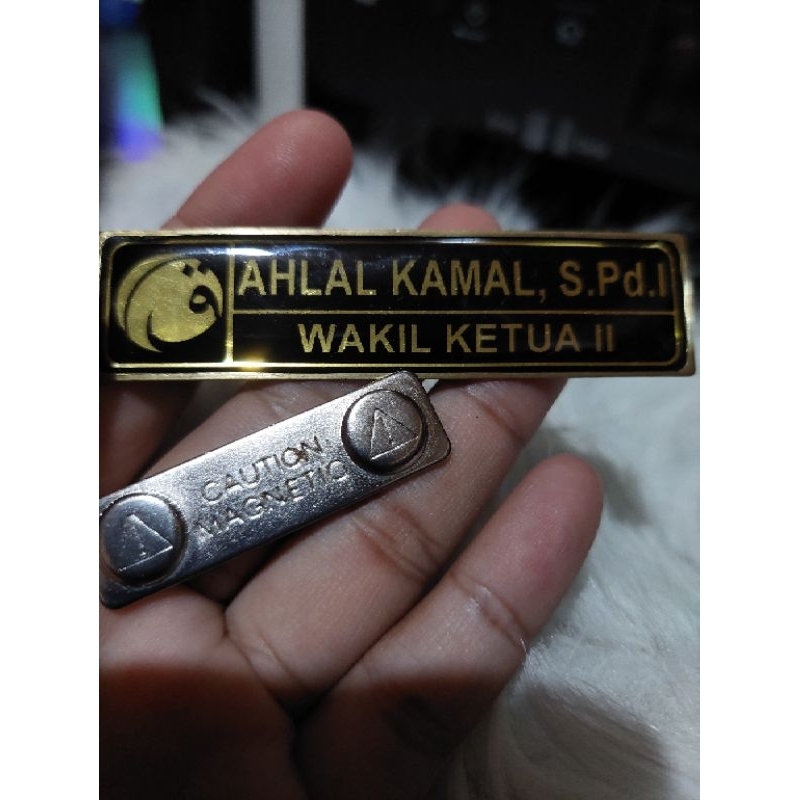 AHLAL KAMAL, S.Pd.I
WAKIL KETUA II
CAUTION:
MAGNETIC